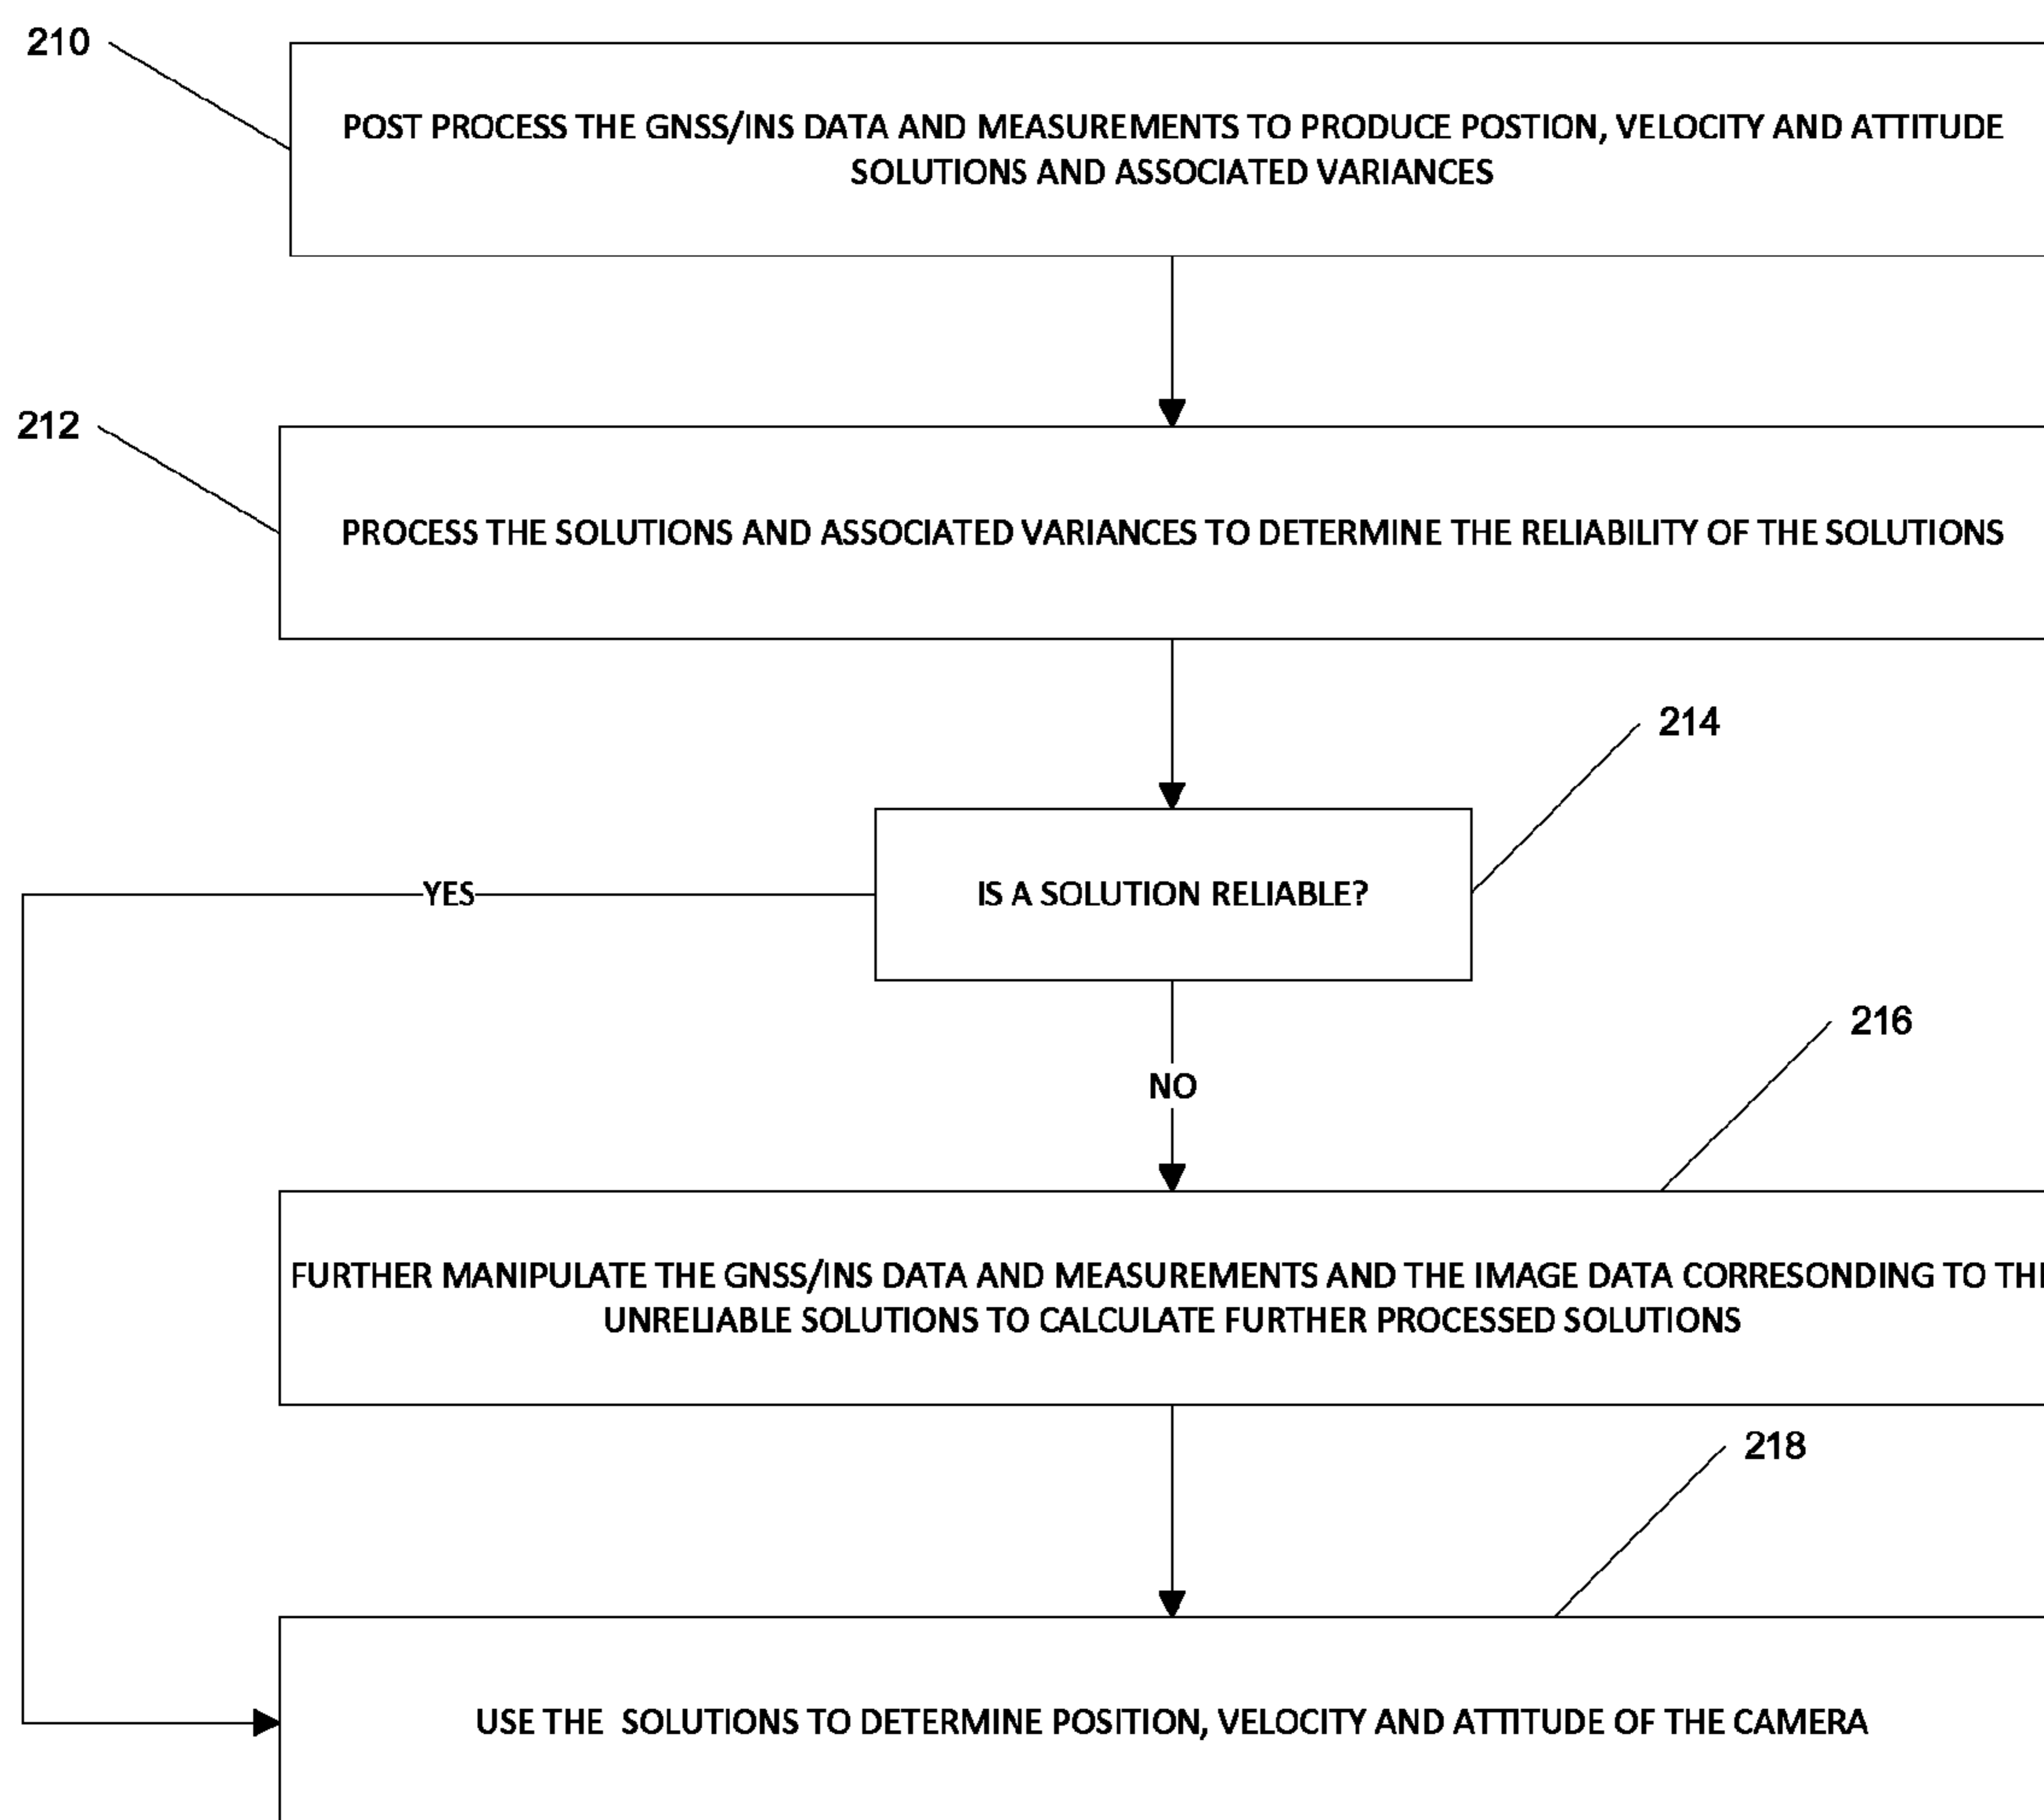 210
POST PROCESS THE GNSS/INS DATA AND MEASUREMENTS TO PRODUCE POSTION, VELOCITY AND ATTITUDE
SOLUTIONS AND ASSOCIATED VARIANCES
212
PROCESS THE SOLUTIONS AND ASSOCIATED VARIANCES TO DETERMINE THE RELIABILITY OF THE SOLUTIONS
214
YES
IS A SOLUTION RELIABLE?
216
NO
FURTHER MANIPULATE THE GNSS/INS DATA AND MEASUREMENTS AND THE IMAGE DATA CORRESONDING TO
UNRELIABLE SOLUTIONS TO CALCULATE FURTHER PROCESSED SOLUTIONS
218
USE THE SOLUTIONS TO DETERMINE POSITION, VELOCITY AND ATTITUDE OF THE CAMERA